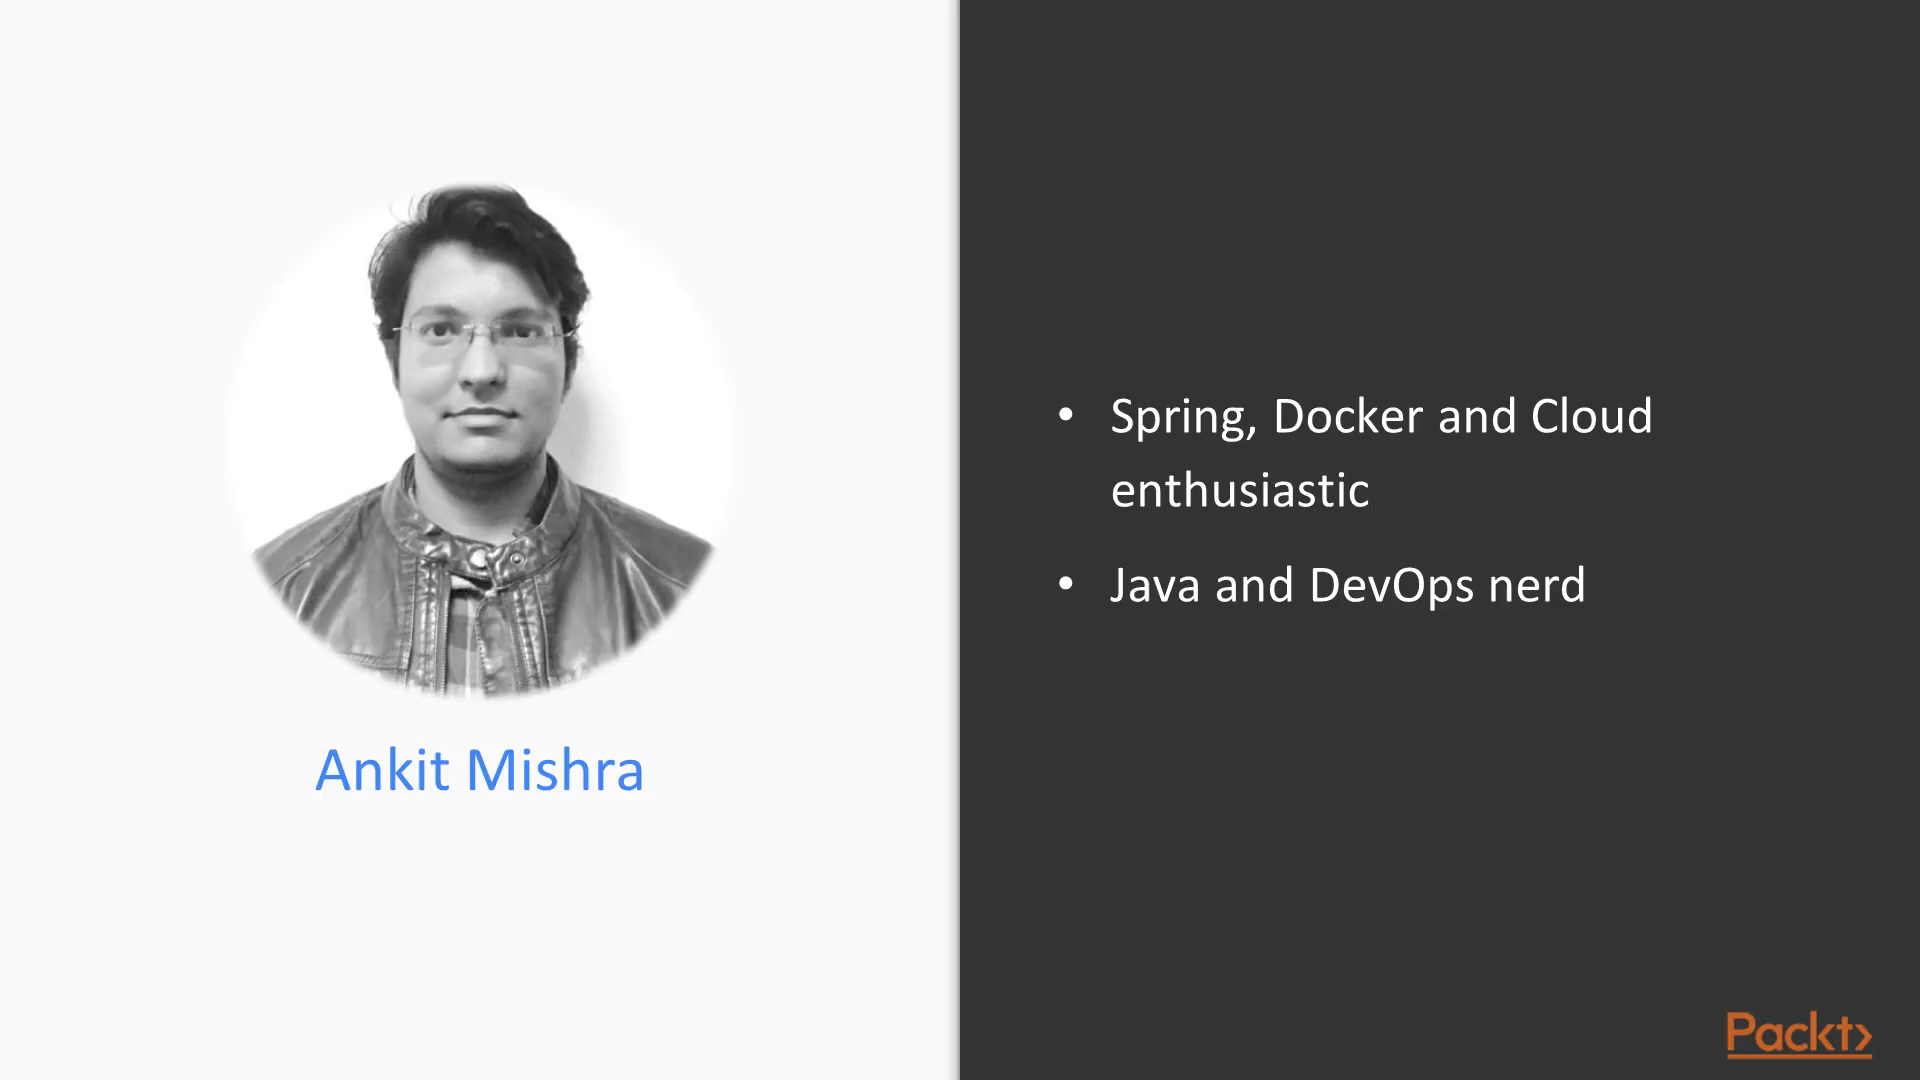 Ankit Mishra
• Spring, Docker and Cloud
enthusiastic
• Java and DevOps nerd
Packt>